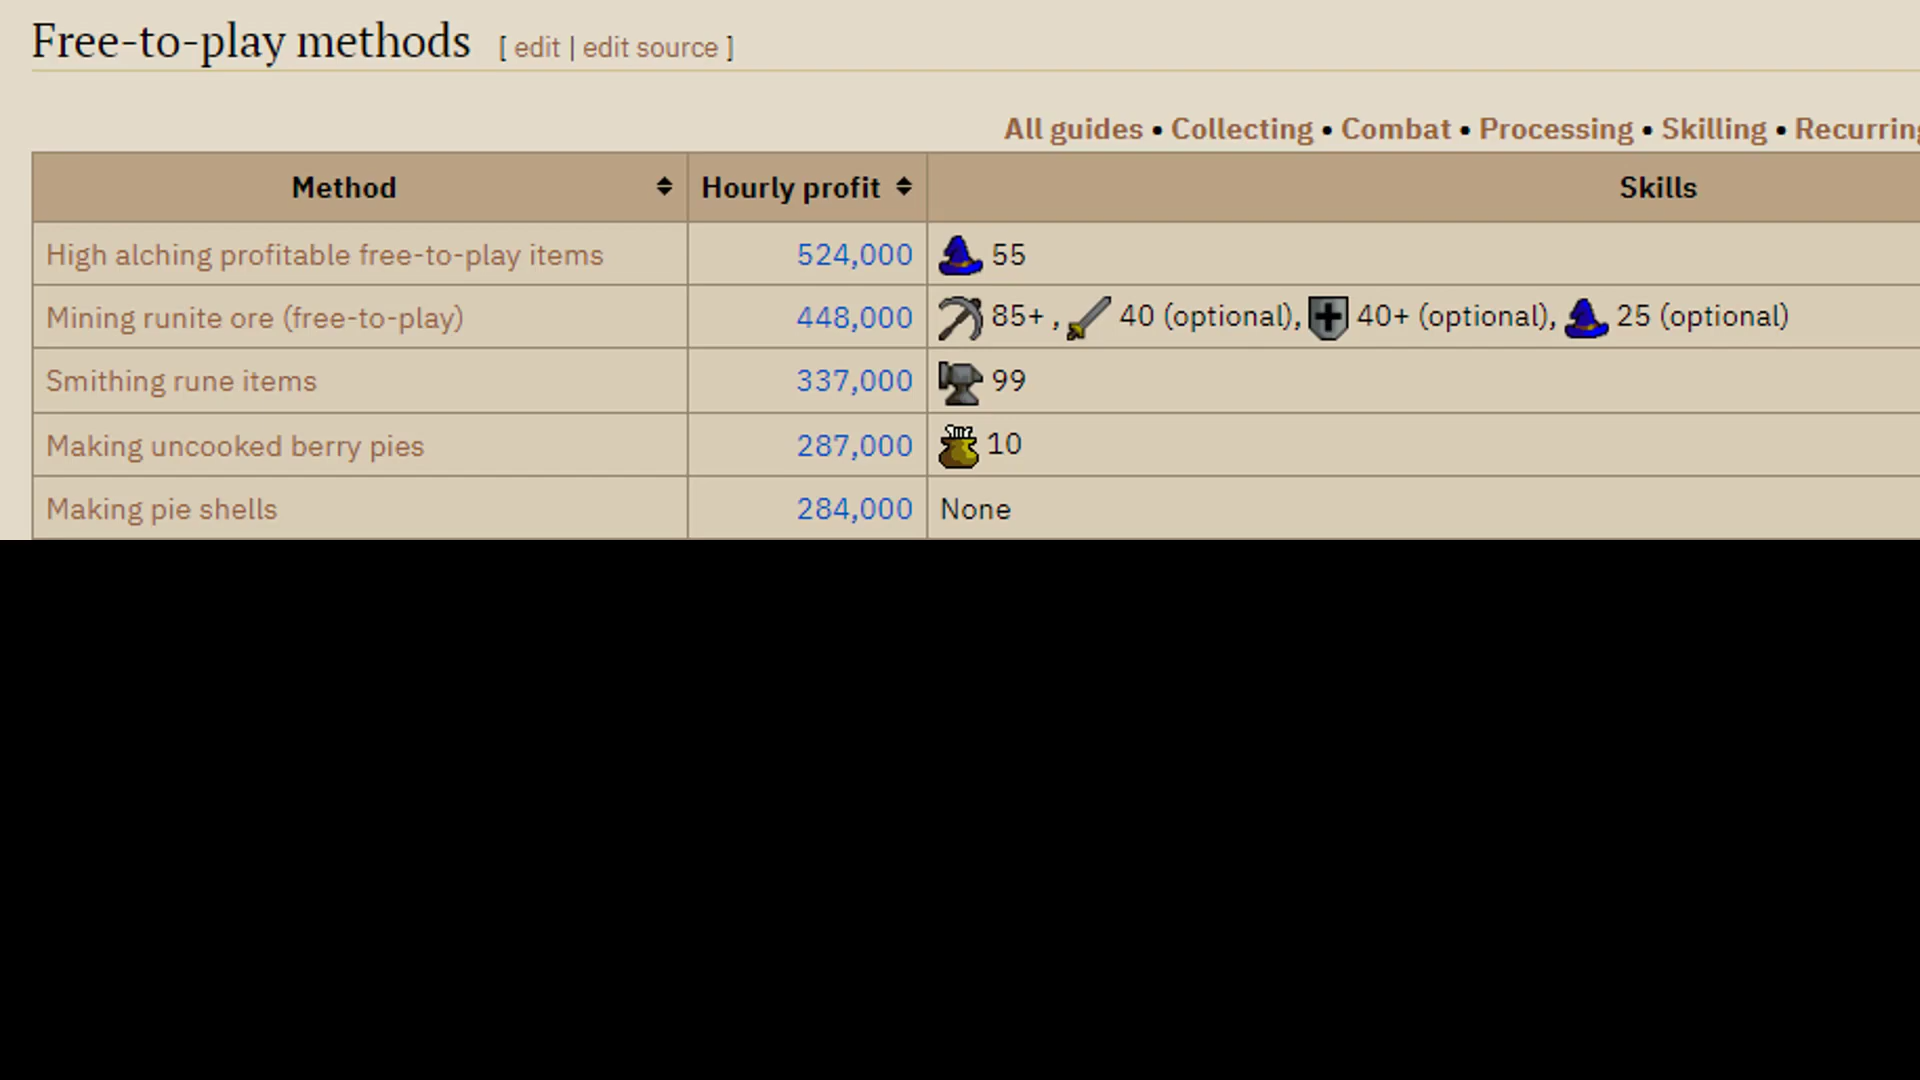 Free-to-play methods [ edit | edit source ]
All guides • Collecting • Combat • Processing • Skilling • Recurring
Method Hourly profit Skills
High alching profitable free-to-play items 524,000 55
Mining runite ore (free-to-play) 448,000 85+ , 40 (optional), 40+ (optional), 25 (optional)
Smithing rune items 337,000 99
Making uncooked berry pies 287,000 10
Making pie shells 284,000 None